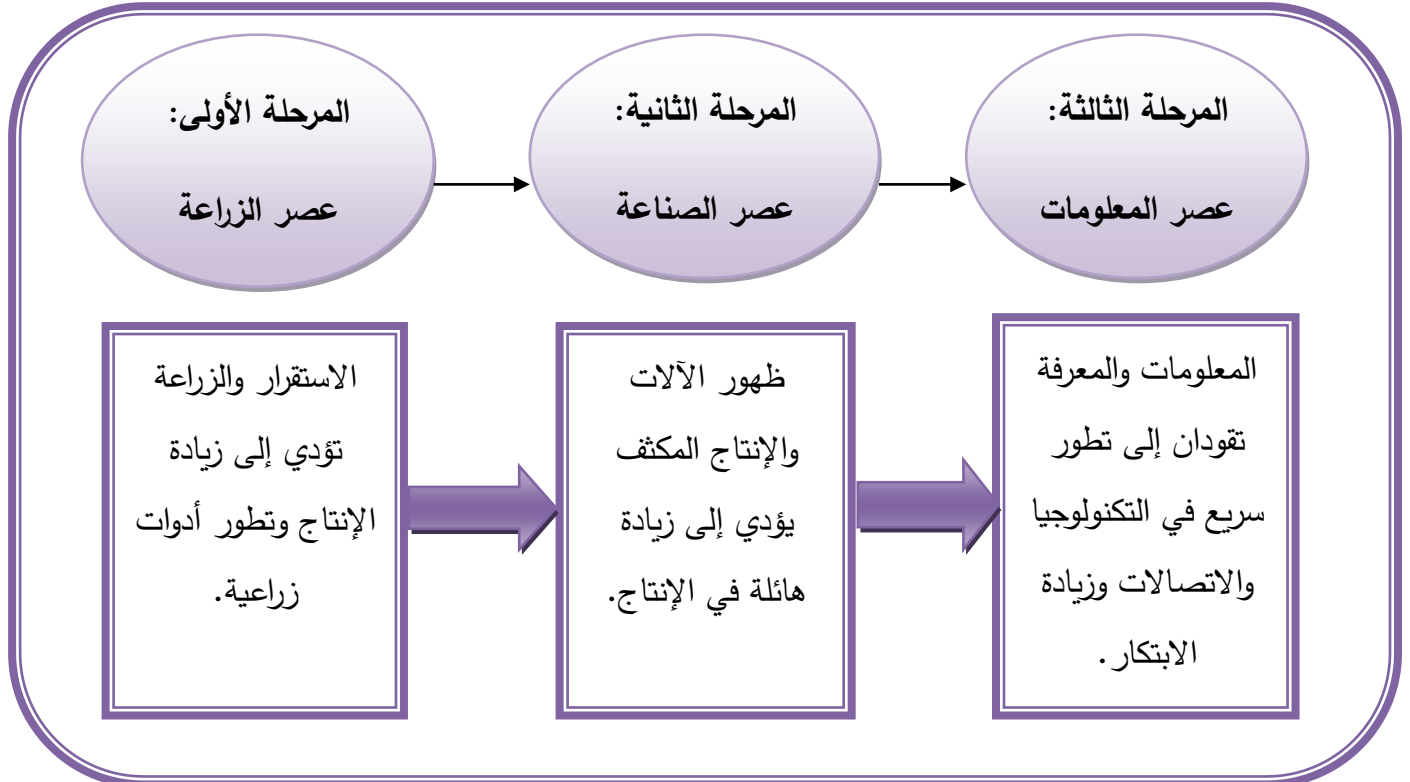 المرحلة الأولى:
عصر الزراعة
المرحلة الثانية:
عصر الصناعة
المرحلة الثالثة:
عصر المعلومات
الاستقرار والزراعة
تؤدي إلى زيادة
الإنتاج وتطور أدوات
زراعية.
ظهور الآلات
والإنتاج المكثف
يؤدي إلى زيادة
هائلة في الإنتاج.
المعلومات والمعرفة
تقودان إلى تطور
سريع في التكنولوجيا
والاتصالات وزيادة
الابتكار.